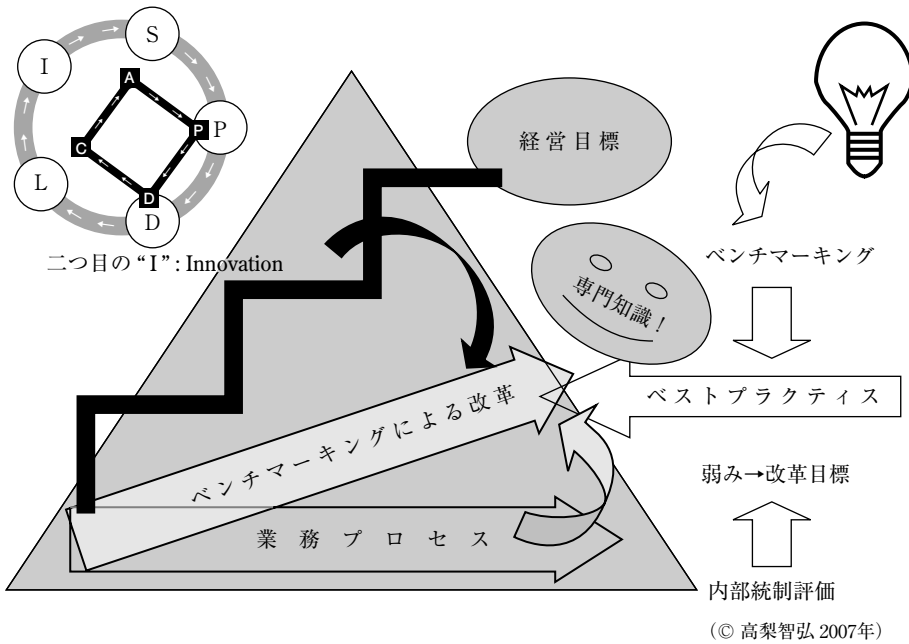 S
I
A
P
P
C
L
D
D
二つ目の“I”: Innovation
経営目標
ベンチマーキング
専門知識！
ベストプラクティス
ベンチマーキングによる改革
弱み→改革目標
業務プロセス
内部統制評価
（© 高梨智弘 2007年）